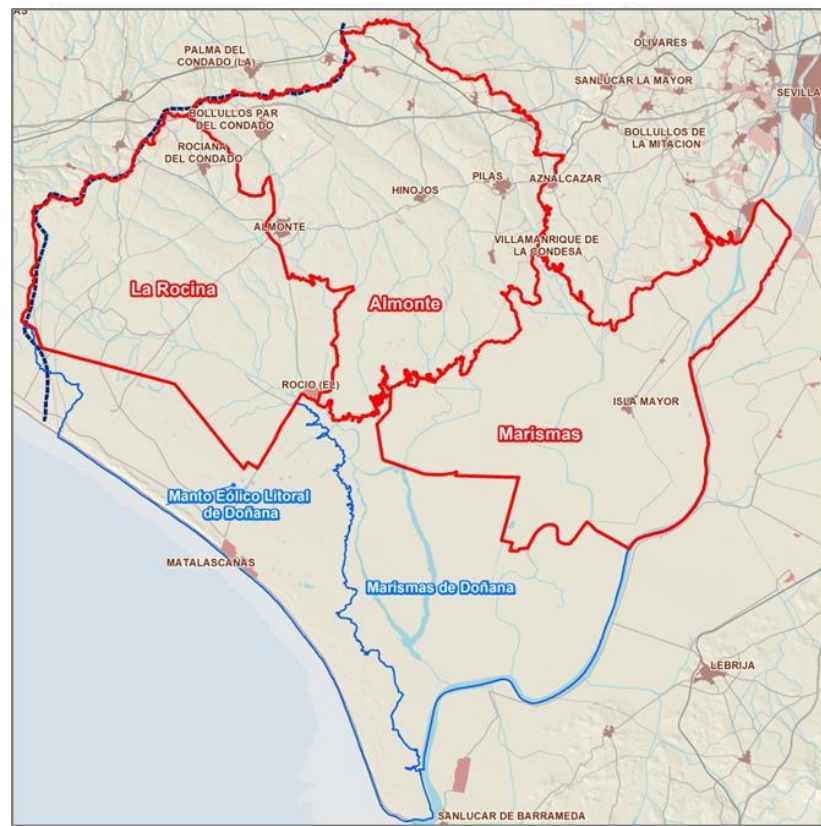 AS
PALMA DEL
CONDADO (LA)
OLIVARES
SANLUCAR LA MAYOR
SEVILLA
BOLLULLOS PAR
DEL CONDADO
BOLLULLOS DE
LA MITACION
ROCIANA
DEL CONDADO
HINOJOS
PILAS
AZNALCAZAR
ALMONTE
VILLAMANRIQUE DE
LA CONDESA
La Rocina
Almonte
ROCIO (EL)
ISLA MAYOR
Marismas
Manto Eólico Litoral
de Doñana
MATALASCAÑAS
Marismas de Doñana
LEBRIJA
SANLUCAR DE BARRAMEDA